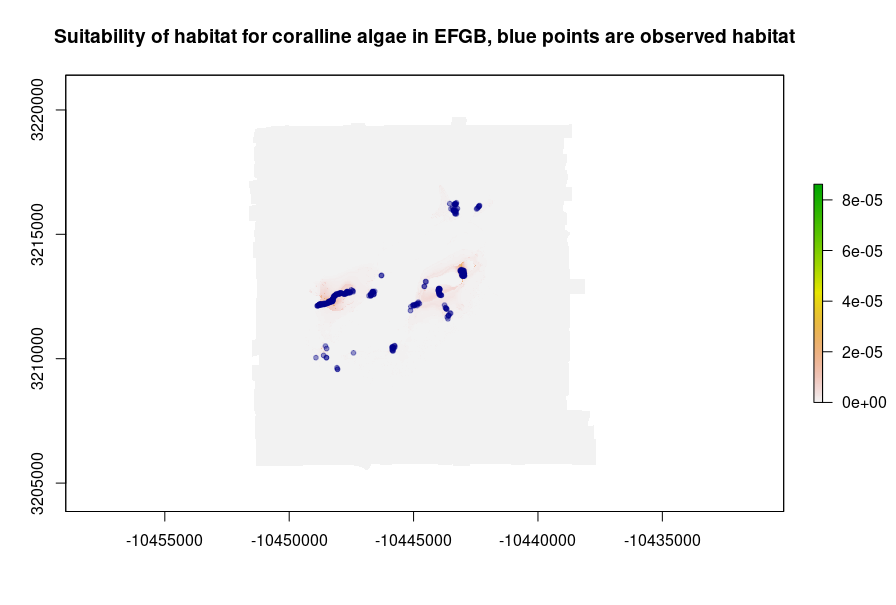 Suitability of habitat for coralline algae in EFGB, blue points are observed habitat
3220000
3215000
3210000
3205000
-10455000
-10450000
-10445000
-10440000
-10435000
8e-05
6e-05
4e-05
2e-05
0e+00